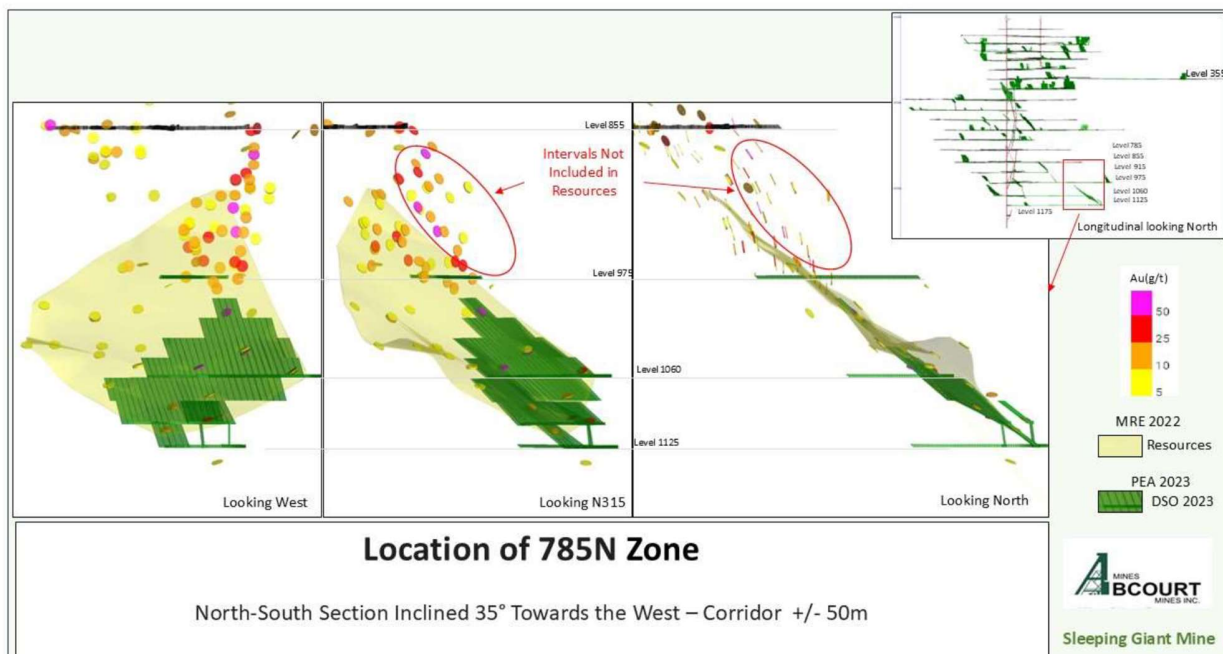 Level 355
Level 785
Level 855
Level 915
Level 975
Level 1060
Level 1125
Level 1175
Longitudinal looking North
Level 855
Intervals Not
Included in
Resources
Level 975
Level 1060
Level 1125
Looking West
Looking N315
Looking North
Au(g/t)
50
25
10
5
MRE 2022
Resources
PEA 2023
DSO 2023
Location of 785N Zone
North-South Section Inclined 35° Towards the West – Corridor +/- 50m
MINES
ABCOURT
MINES INC.
Sleeping Giant Mine